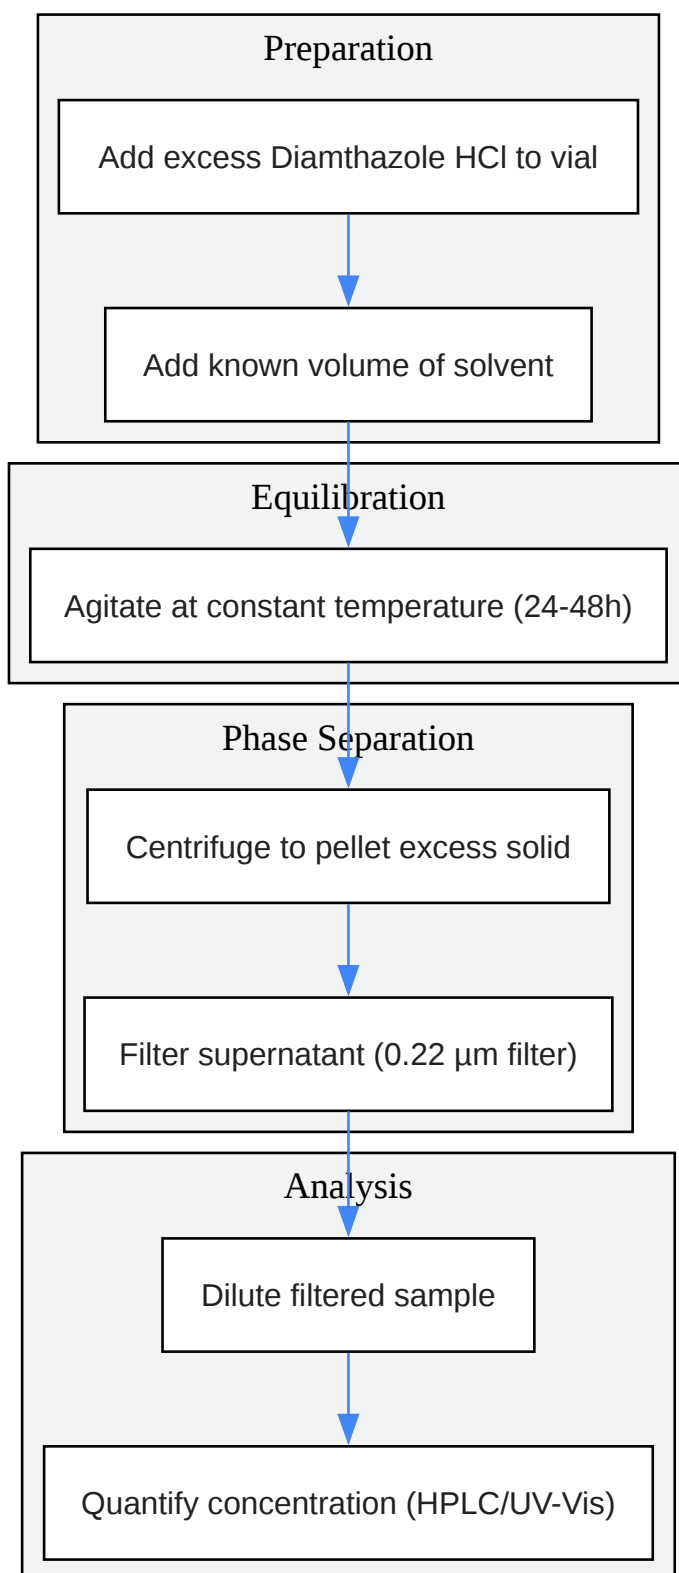 Preparation
Add excess Diamthazole HCl to vial
Add known volume of solvent
Equilibration
Agitate at constant temperature (24-48h)
Phase Separation
Centrifuge to pellet excess solid
Filter supernatant (0.22 µm filter)
Analysis
Dilute filtered sample
Quantify concentration (HPLC/UV-Vis)